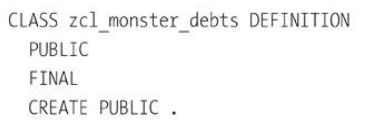 CLASS zcl_monster_debts DEFINITION
PUBLIC
FINAL
CREATE PUBLIC .